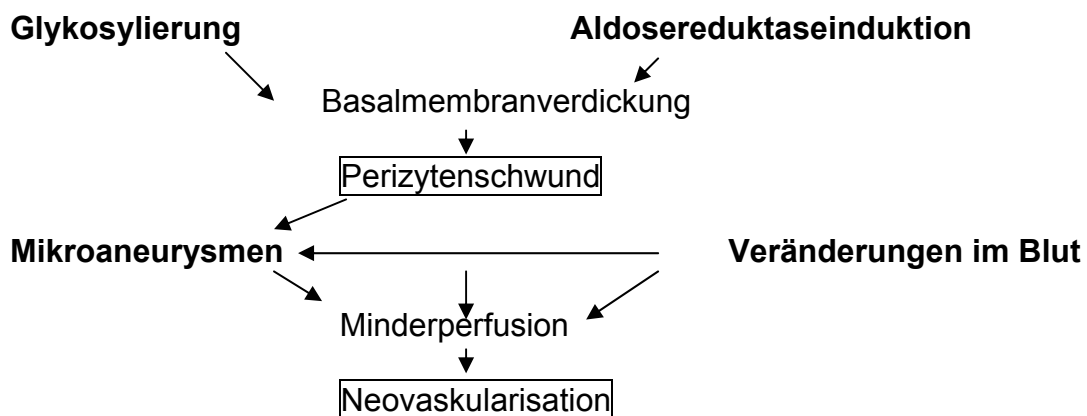 Glykosylierung Aldosereduktaseinduktion
Basalmembranverdickung
Perizytenschwund
Mikroaneurysmen Veränderungen im Blut
Minderperfusion
Neovaskularisation